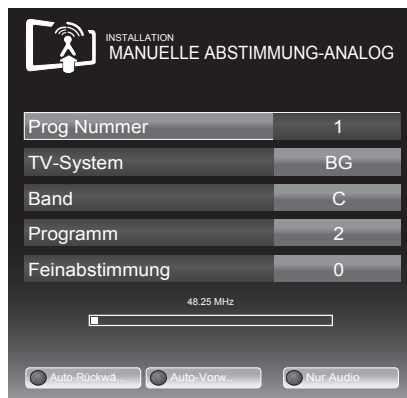 INSTALLATION
MANUELLE ABSTIMMUNG-ANALOG
Prog Nummer 1
TV-System BG
Band C
Programm 2
Feinabstimmung 0
48.25 MHz
Auto-Rückwä.. Auto-Vorw.. Nur Audio